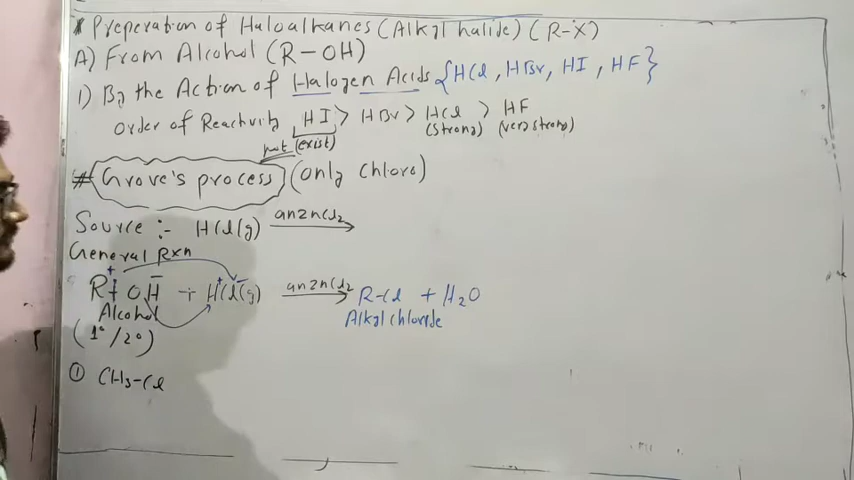 * Preperation of Haloalkanes (Alkyl halide) (R-X)
A) From Alcohol (R-OH)
1) By the Action of Halogen Acids {HCl, HBr, HI, HF}
Order of Reactivity HI > HBr > HCl > HF
(exist) (strong) (very strong)
not
# Grove's process (only chloro)
Source :- HCl(g) anZnCl2 →
General Rxn
R+OH + HCl(g) anZnCl2 → R-Cl + H2O
Alcohol Alkyl chloride
(1°/2°)
① CH3-Cl